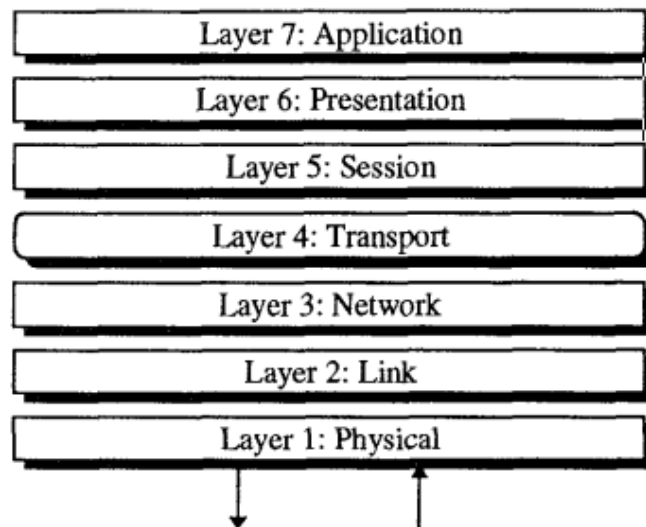 Layer 7: Application
Layer 6: Presentation
Layer 5: Session
Layer 4: Transport
Layer 3: Network
Layer 2: Link
Layer 1: Physical